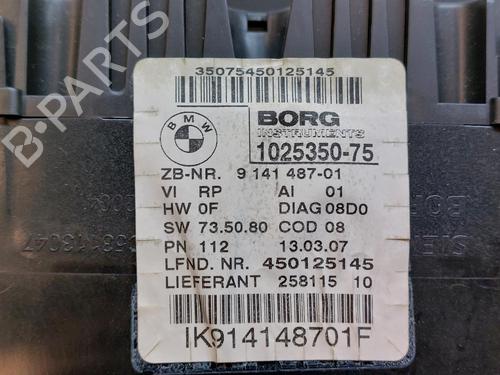 35075450125145
BMW
BORG
INSTRUMENTS
1025350-75
ZB-NR. 9 141 487-01
VI RP AI 01
HW 0F DIAG 08D0
SW 73.50.80 COD 08
PN 112 13.03.07
LFND. NR. 450125145
LIEFERANT 258115 10
IK914148701F